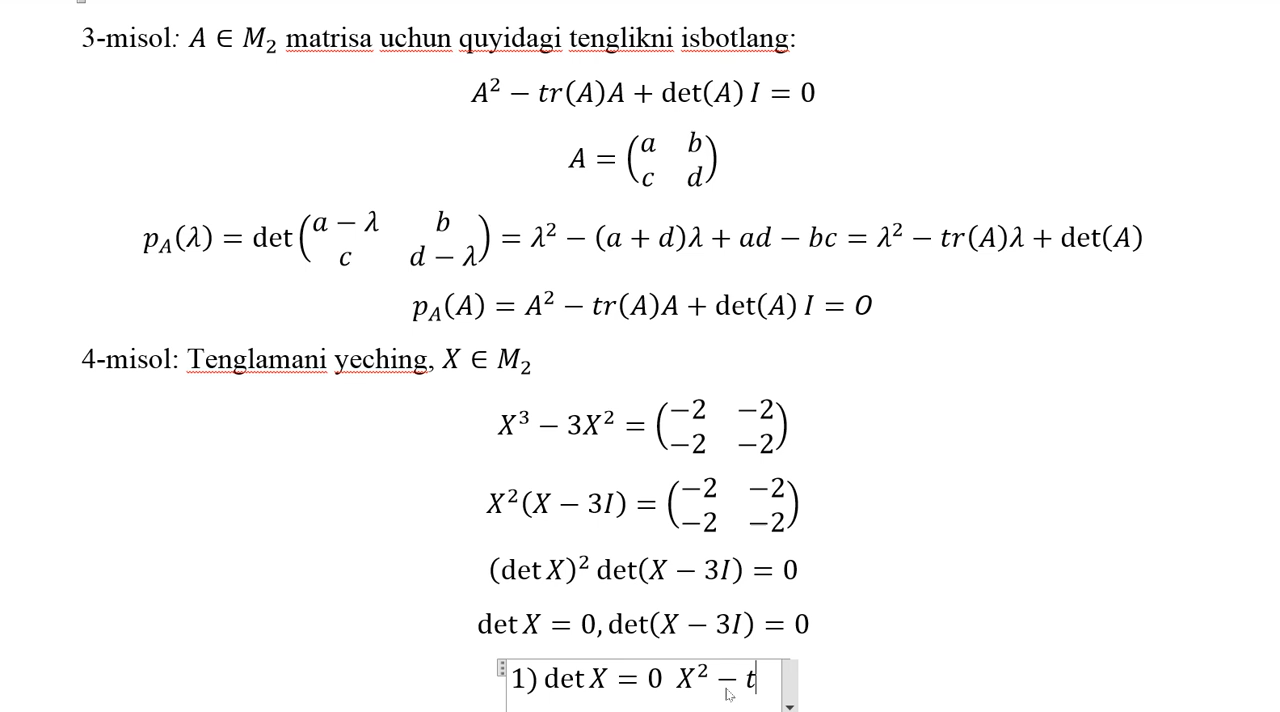 3-misol: A ∈ M₂ matrisa uchun quyidagi tenglikni isbotlang:
A² − tr(A)A + det(A) I = 0
A = (a b
c d)
p_A(λ) = det(a − λ b
c d − λ) = λ² − (a + d)λ + ad − bc = λ² − tr(A)λ + det(A)
p_A(A) = A² − tr(A)A + det(A) I = O
4-misol: Tenglamani yeching, X ∈ M₂
X³ − 3X² = (−2 −2
−2 −2)
X²(X − 3I) = (−2 −2
−2 −2)
(det X)² det(X − 3I) = 0
det X = 0, det(X − 3I) = 0
1) det X = 0 X² − t